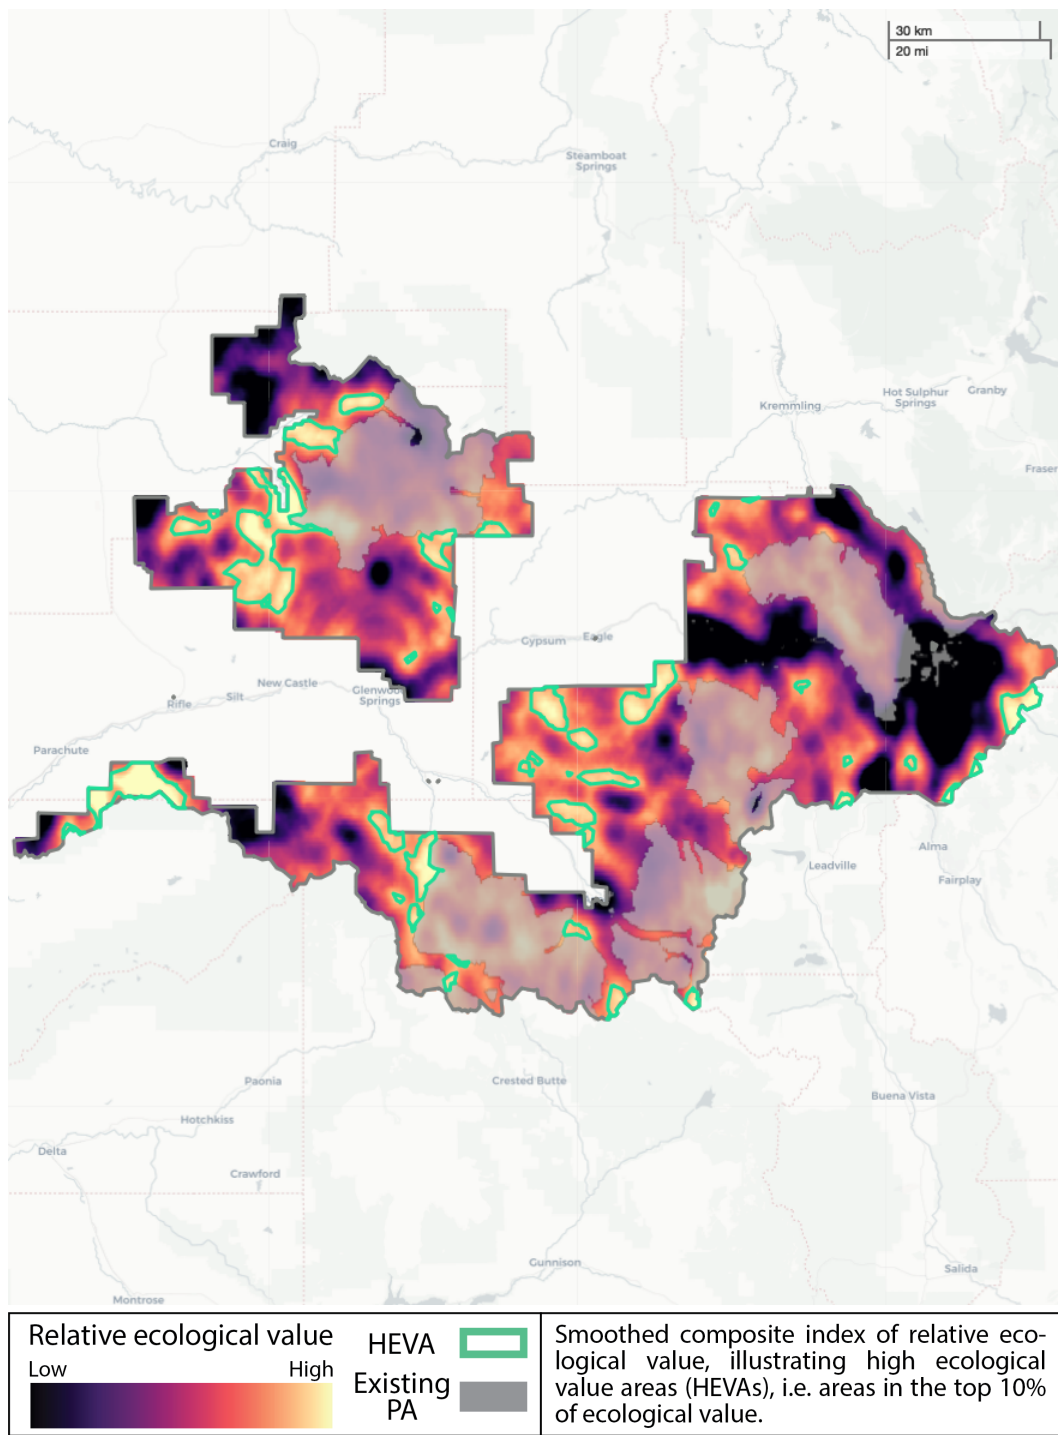 30 km
20 mi
Craig
Steamboat
Springs
Hot Sulphur
Springs
Granby
Kremmling
Fraser
Gypsum
Eagle
New Castle
Silt
Rifle
Glenwoo
Springs
Parachute
Alma
Leadville
Fairplay
Paonia
Crested Butte
Buena Vista
Hotchkiss
Delta
Crawford
Gunnison
Salida
Montrose
Relative ecological value
Low High
HEVA
Existing
PA
Smoothed composite index of relative eco-
logical value, illustrating high ecological
value areas (HEVAs), i.e. areas in the top 10%
of ecological value.